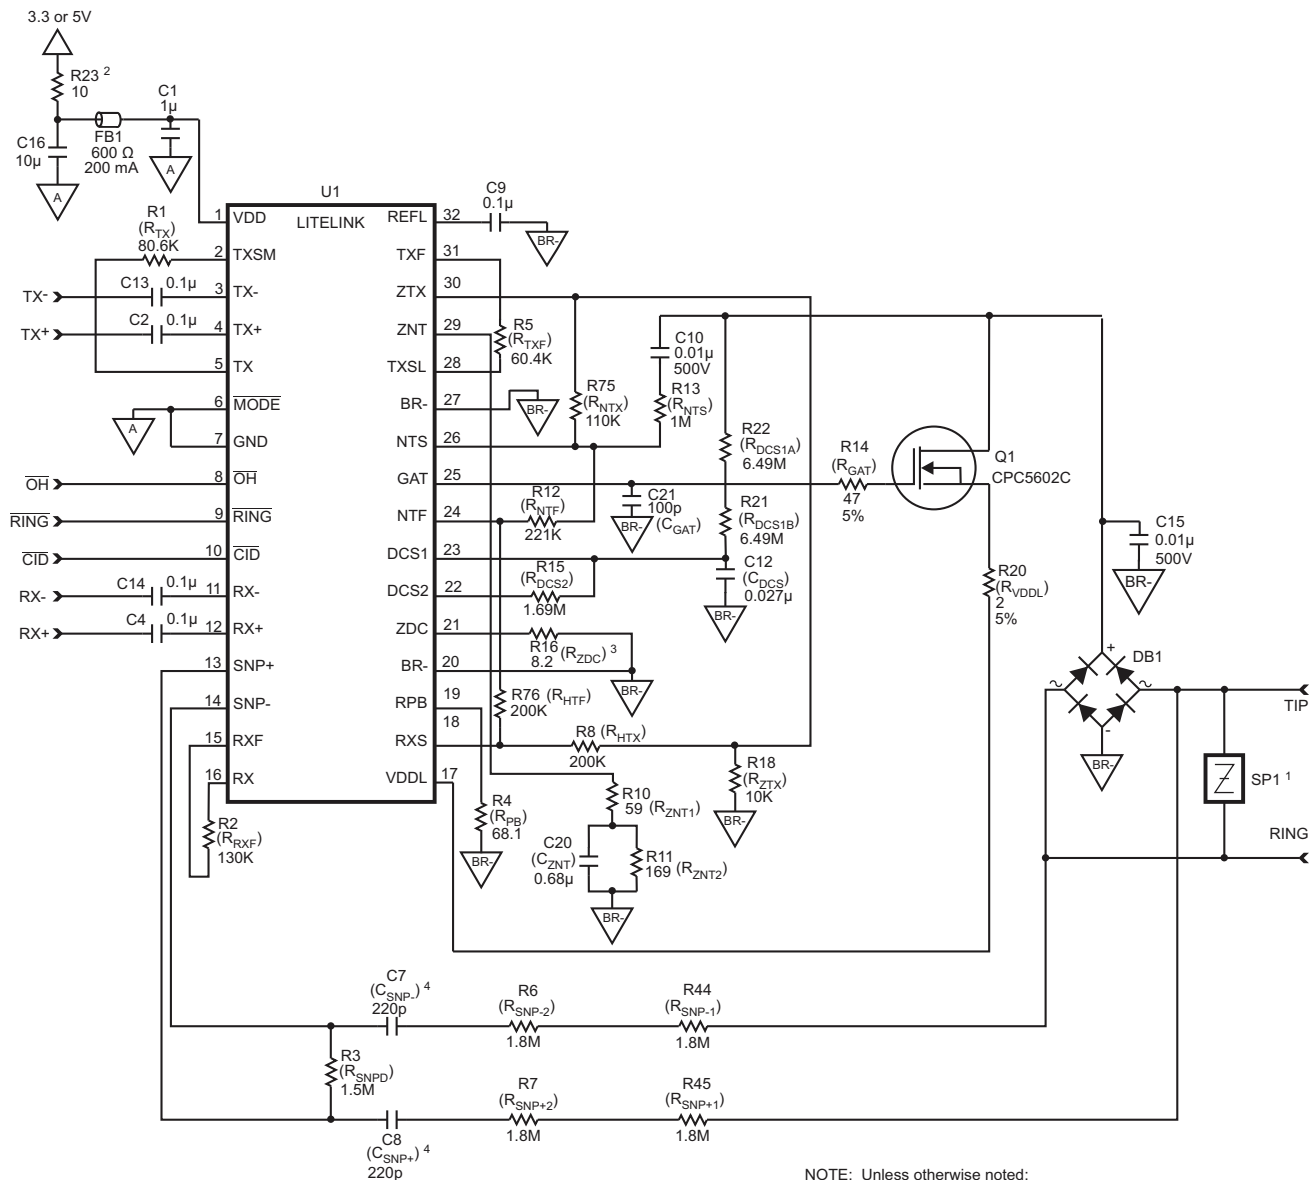 3.3 or 5V
R23 2
10
C1
1µ
C16
10µ
FB1
600 Ω
200 mA
A
A
U1
LITELINK
R1
(RTX)
80.6K
C13 0.1µ
TX-
C2 0.1µ
TX+
1 VDD
2 TXSM
3 TX-
4 TX+
5 TX
6 MODE
7 GND
8 OH
9 RING
10 CID
11 RX-
12 RX+
13 SNP+
14 SNP-
15 RXF
16 RX
A
OH
RING
CID
RX-
C14 0.1µ
RX+
C4 0.1µ
R2
(RRXF)
130K
REFL 32
TXF 31
ZTX 30
ZNT 29
TXSL 28
BR- 27
NTS 26
GAT 25
NTF 24
DCS1 23
DCS2 22
ZDC 21
BR- 20
RPB 19
RXS 18
VDDL 17
C9
0.1µ
BR-
R5
(RTXF)
60.4K
BR-
R75
(RNTX)
110K
C10
0.01µ
500V
R13
(RNTS)
1M
R22
(RDCS1A)
6.49M
R21
(RDCS1B)
6.49M
R14
(RGAT)
47
5%
Q1
CPC5602C
R12
(RNTF)
221K
C21
100p
(CGAT)
BR-
R15
(RDCS2)
1.69M
C12
(CDCS)
0.027µ
BR-
R20
(RVDDL)
2
5%
C15
0.01µ
500V
BR-
R16 (RZDC) 3
8.2
BR-
R76 (RHTF)
200K
R8 (RHTX)
200K
R18
(RZTX)
10K
BR-
R4
(RPB)
68.1
BR-
R10
59 (RZNT1)
C20
(CZNT)
0.68µ
R11
169 (RZNT2)
BR-
DB1
+
-
BR-
TIP
SP1 1
RING
C7
(CSNP-) 4
220p
R6
(RSNP-2)
1.8M
R44
(RSNP-1)
1.8M
R3
(RSNPD)
1.5M
R7
(RSNP+2)
1.8M
R45
(RSNP+1)
1.8M
C8
(CSNP+) 4
220p
NOTE: Unless otherwise noted: